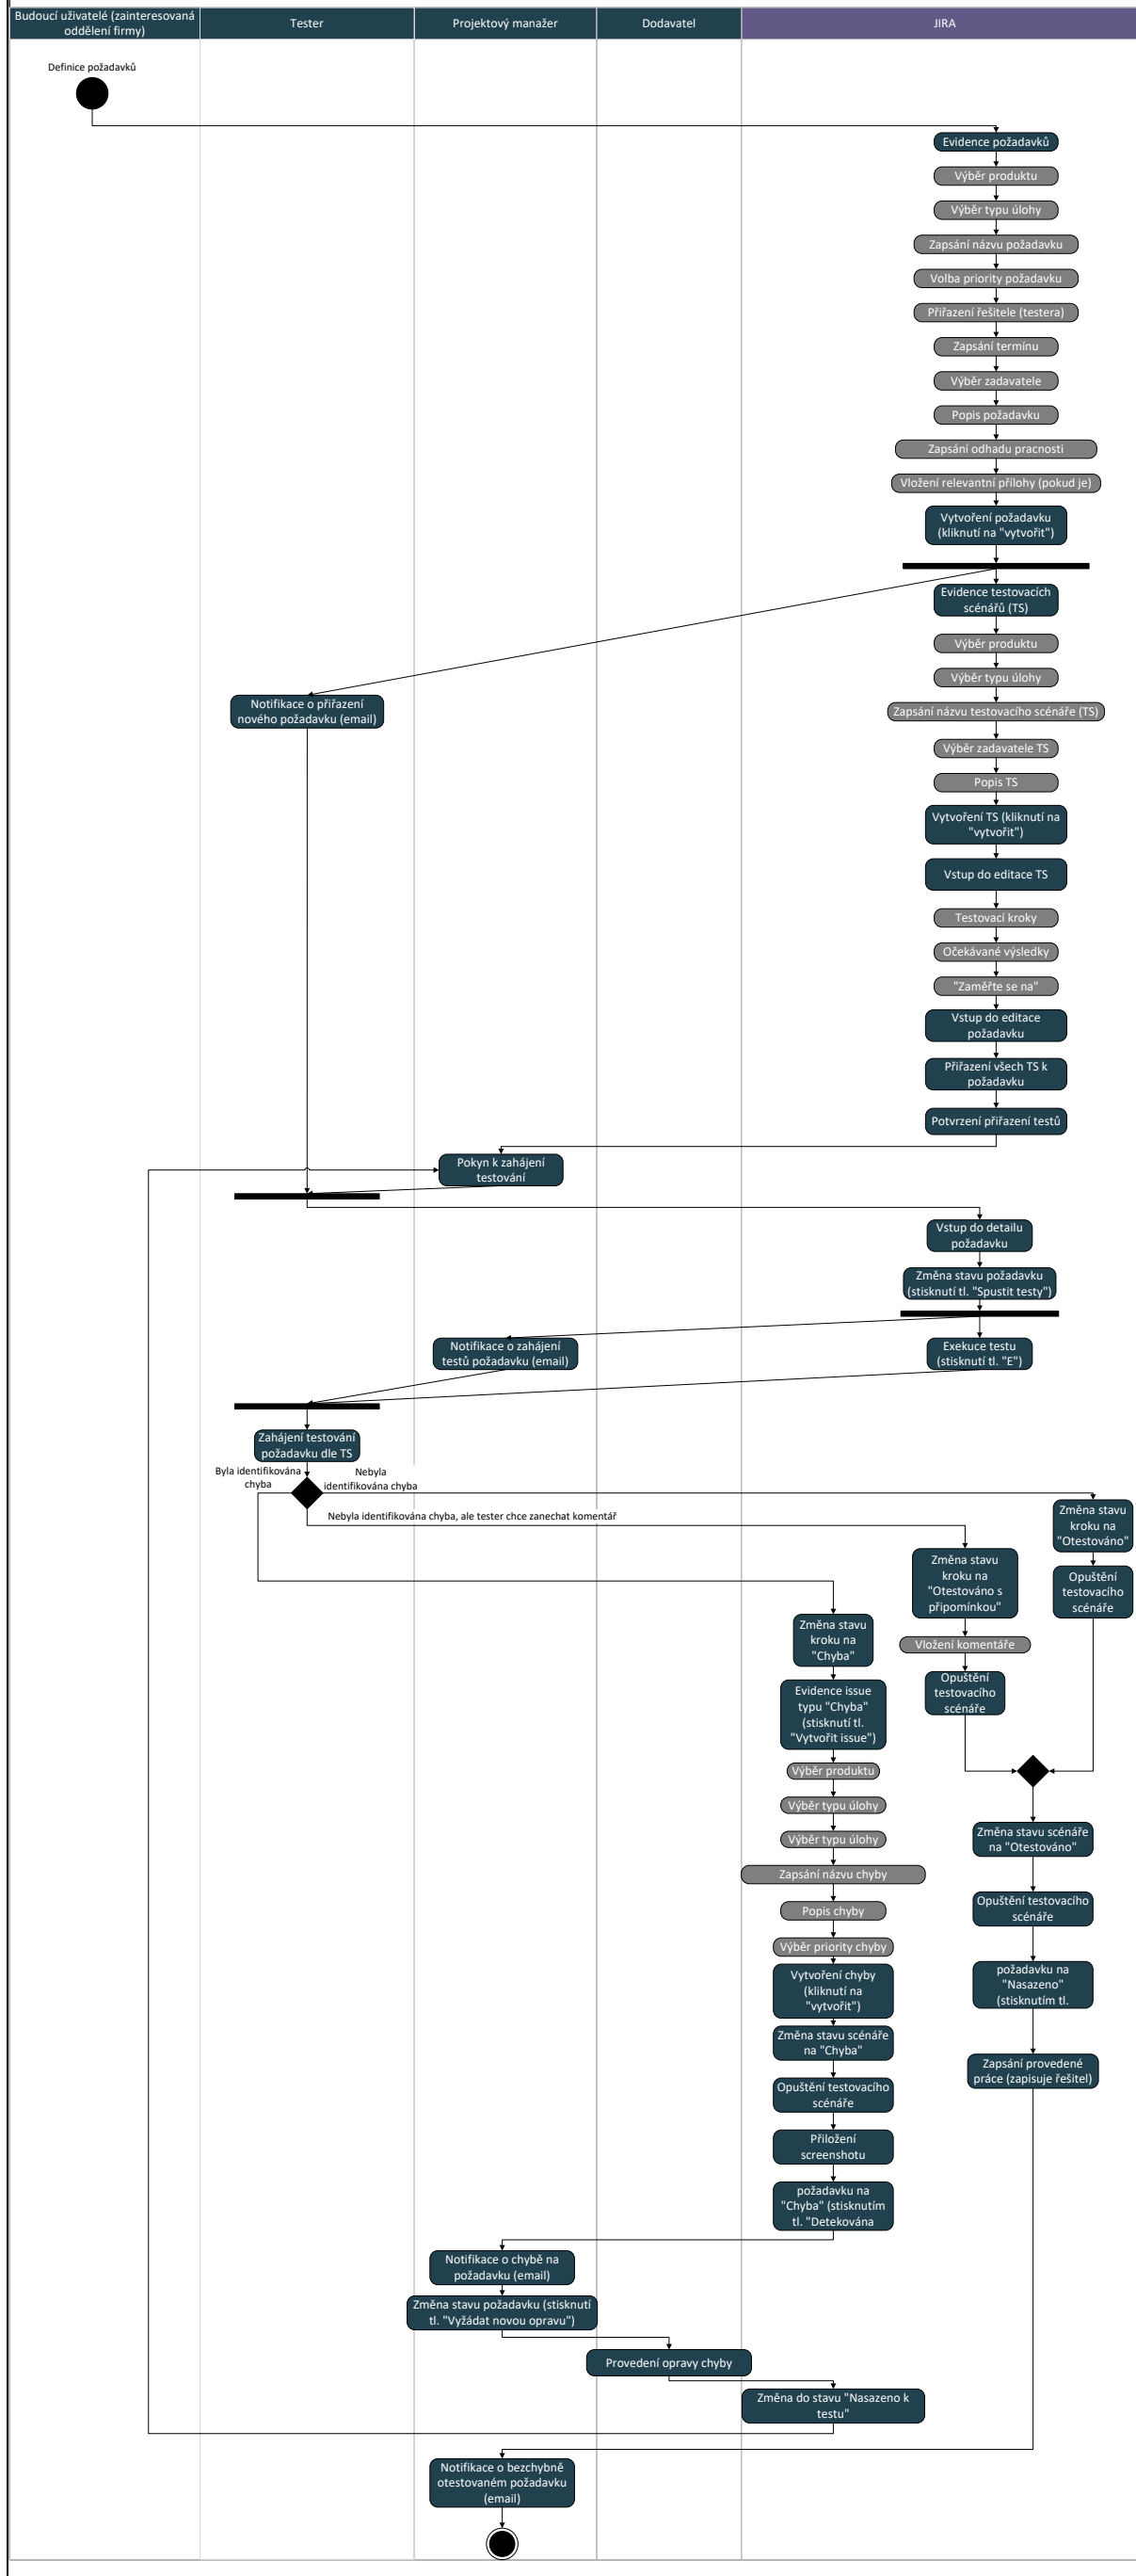 Budoucí uživatelé (zainteresovaná
oddělení firmy)
Tester
Projektový manažer
Dodavatel
JIRA
Definice požadavků
Evidence požadavků
Výběr produktu
Výběr typu úlohy
Zapsání názvu požadavku
Volba priority požadavku
Přiřazení řešitele (testera)
Zapsání termínu
Výběr zadavatele
Popis požadavku
Zapsání odhadu pracnosti
Vložení relevantní přílohy (pokud je)
Vytvoření požadavku
(kliknutí na "vytvořit")
Evidence testovacích
scénářů (TS)
Výběr produktu
Výběr typu úlohy
Notifikace o přiřazení
nového požadavku (email)
Zapsání názvu testovacího scénáře (TS)
Výběr zadavatele TS
Popis TS
Vytvoření TS (kliknutí na
"vytvořit")
Vstup do editace TS
Testovací kroky
Očekávané výsledky
"Zaměřte se na"
Vstup do editace
požadavku
Přiřazení všech TS k
požadavku
Potvrzení přiřazení testů
Pokyn k zahájení
testování
Vstup do detailu
požadavku
Změna stavu požadavku
(stisknutí tl. "Spustit testy")
Notifikace o zahájení
testů požadavku (email)
Exekuce testu
(stisknutí tl. "E")
Zahájení testování
požadavku dle TS
Byla identifikována
chyba
Nebyla
identifikována chyba
Nebyla identifikována chyba, ale tester chce zanechat komentář
Změna stavu
kroku na
"Otestováno"
Opuštění
testovacího
scénáře
Změna stavu
kroku na
"Otestováno s
připomínkou"
Vložení komentáře
Opuštění
testovacího
scénáře
Změna stavu
kroku na
"Chyba"
Evidence issue
typu "Chyba"
(stisknutí tl.
"Vytvořit issue")
Výběr produktu
Výběr typu úlohy
Výběr typu úlohy
Zapsání názvu chyby
Popis chyby
Výběr priority chyby
Vytvoření chyby
(kliknutí na
"vytvořit")
Změna stavu scénáře
na "Chyba"
Opuštění testovacího
scénáře
Přiložení
screenshotu
požadavku na
"Chyba" (stisknutím
tl. "Detekována
Změna stavu scénáře
na "Otestováno"
Opuštění testovacího
scénáře
požadavku na
"Nasazeno"
(stisknutím tl.
Zapsání provedené
práce (zapisuje řešitel)
Notifikace o chybě na
požadavku (email)
Změna stavu požadavku (stisknutí
tl. "Vyžádat novou opravu")
Provedení opravy chyby
Změna do stavu "Nasazeno k
testu"
Notifikace o bezchybně
otestovaném požadavku
(email)